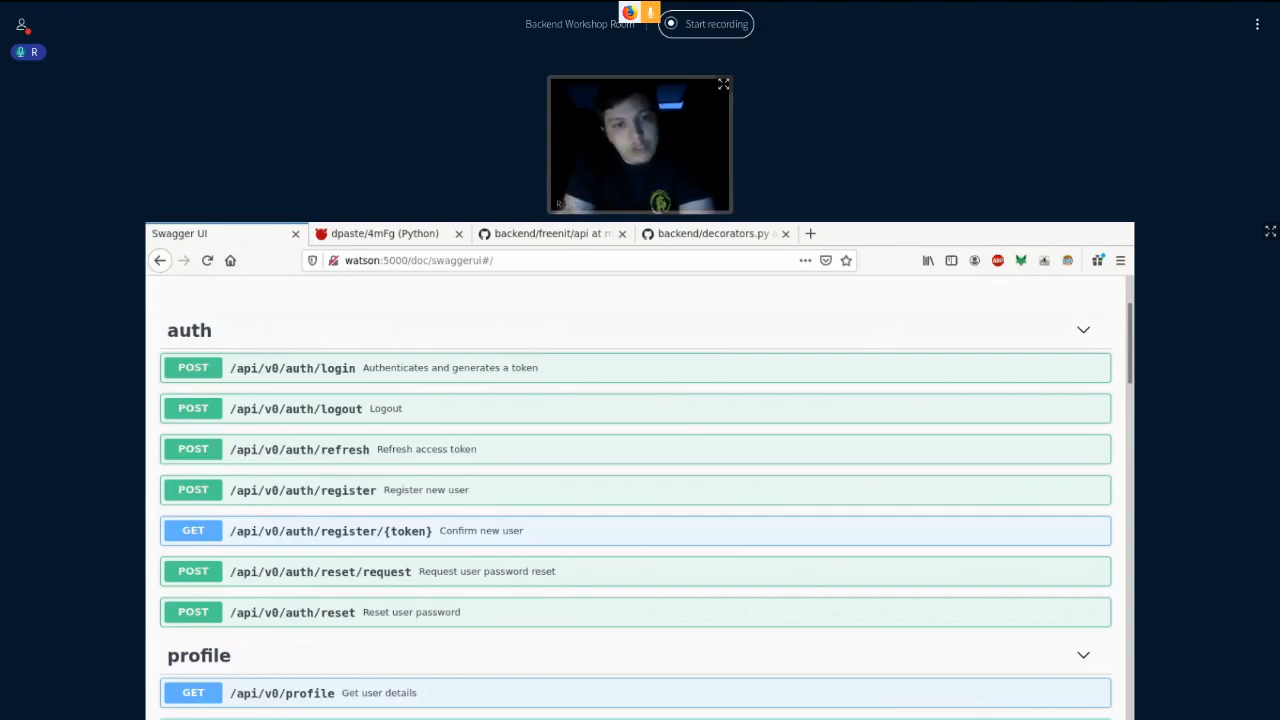 Backend Workshop Room
Start recording
R
Swagger UI
dpaste/4mFg (Python)
backend/freenit/api at m
backend/decorators.py a
watson:5000/doc/swaggerui#/
ABP
auth
POST /api/v0/auth/login Authenticates and generates a token
POST /api/v0/auth/logout Logout
POST /api/v0/auth/refresh Refresh access token
POST /api/v0/auth/register Register new user
GET /api/v0/auth/register/{token} Confirm new user
POST /api/v0/auth/reset/request Request user password reset
POST /api/v0/auth/reset Reset user password
profile
GET /api/v0/profile Get user details